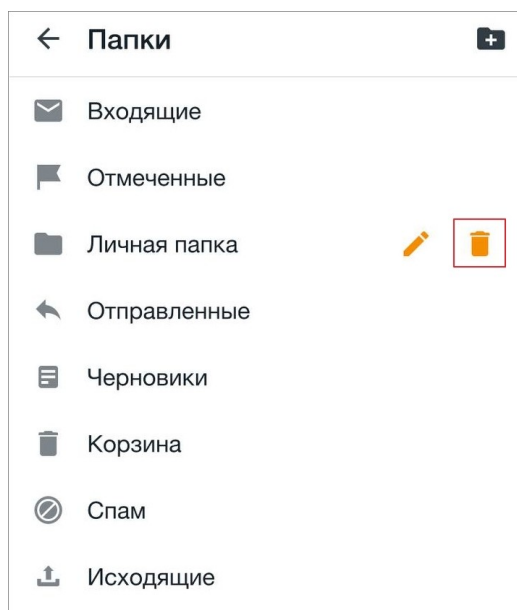 Папки
Входящие
Отмеченные
Личная папка
Отправленные
Черновики
Корзина
Спам
Исходящие